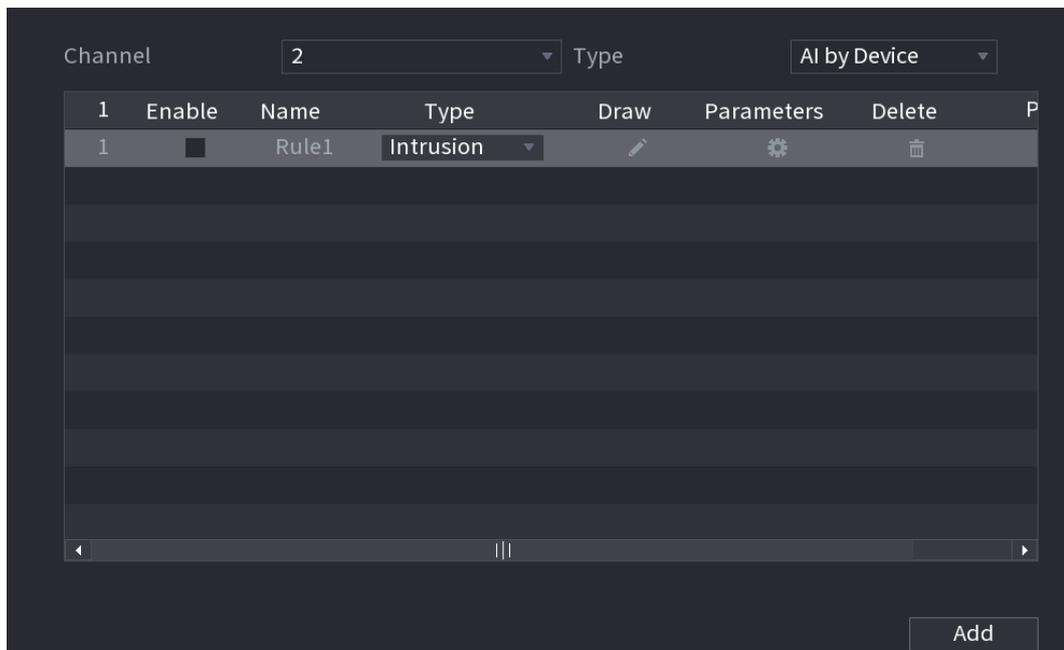 Channel 2 Type AI by Device
1 Enable Name Type Draw Parameters Delete P
1 Rule1 Intrusion
Add